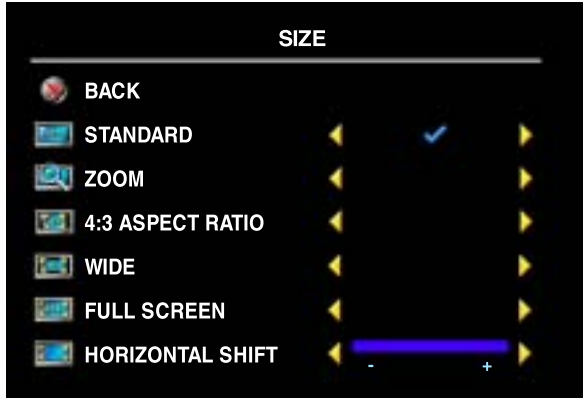 SIZE
BACK
STANDARD
ZOOM
4:3 ASPECT RATIO
WIDE
FULL SCREEN
HORIZONTAL SHIFT
- +